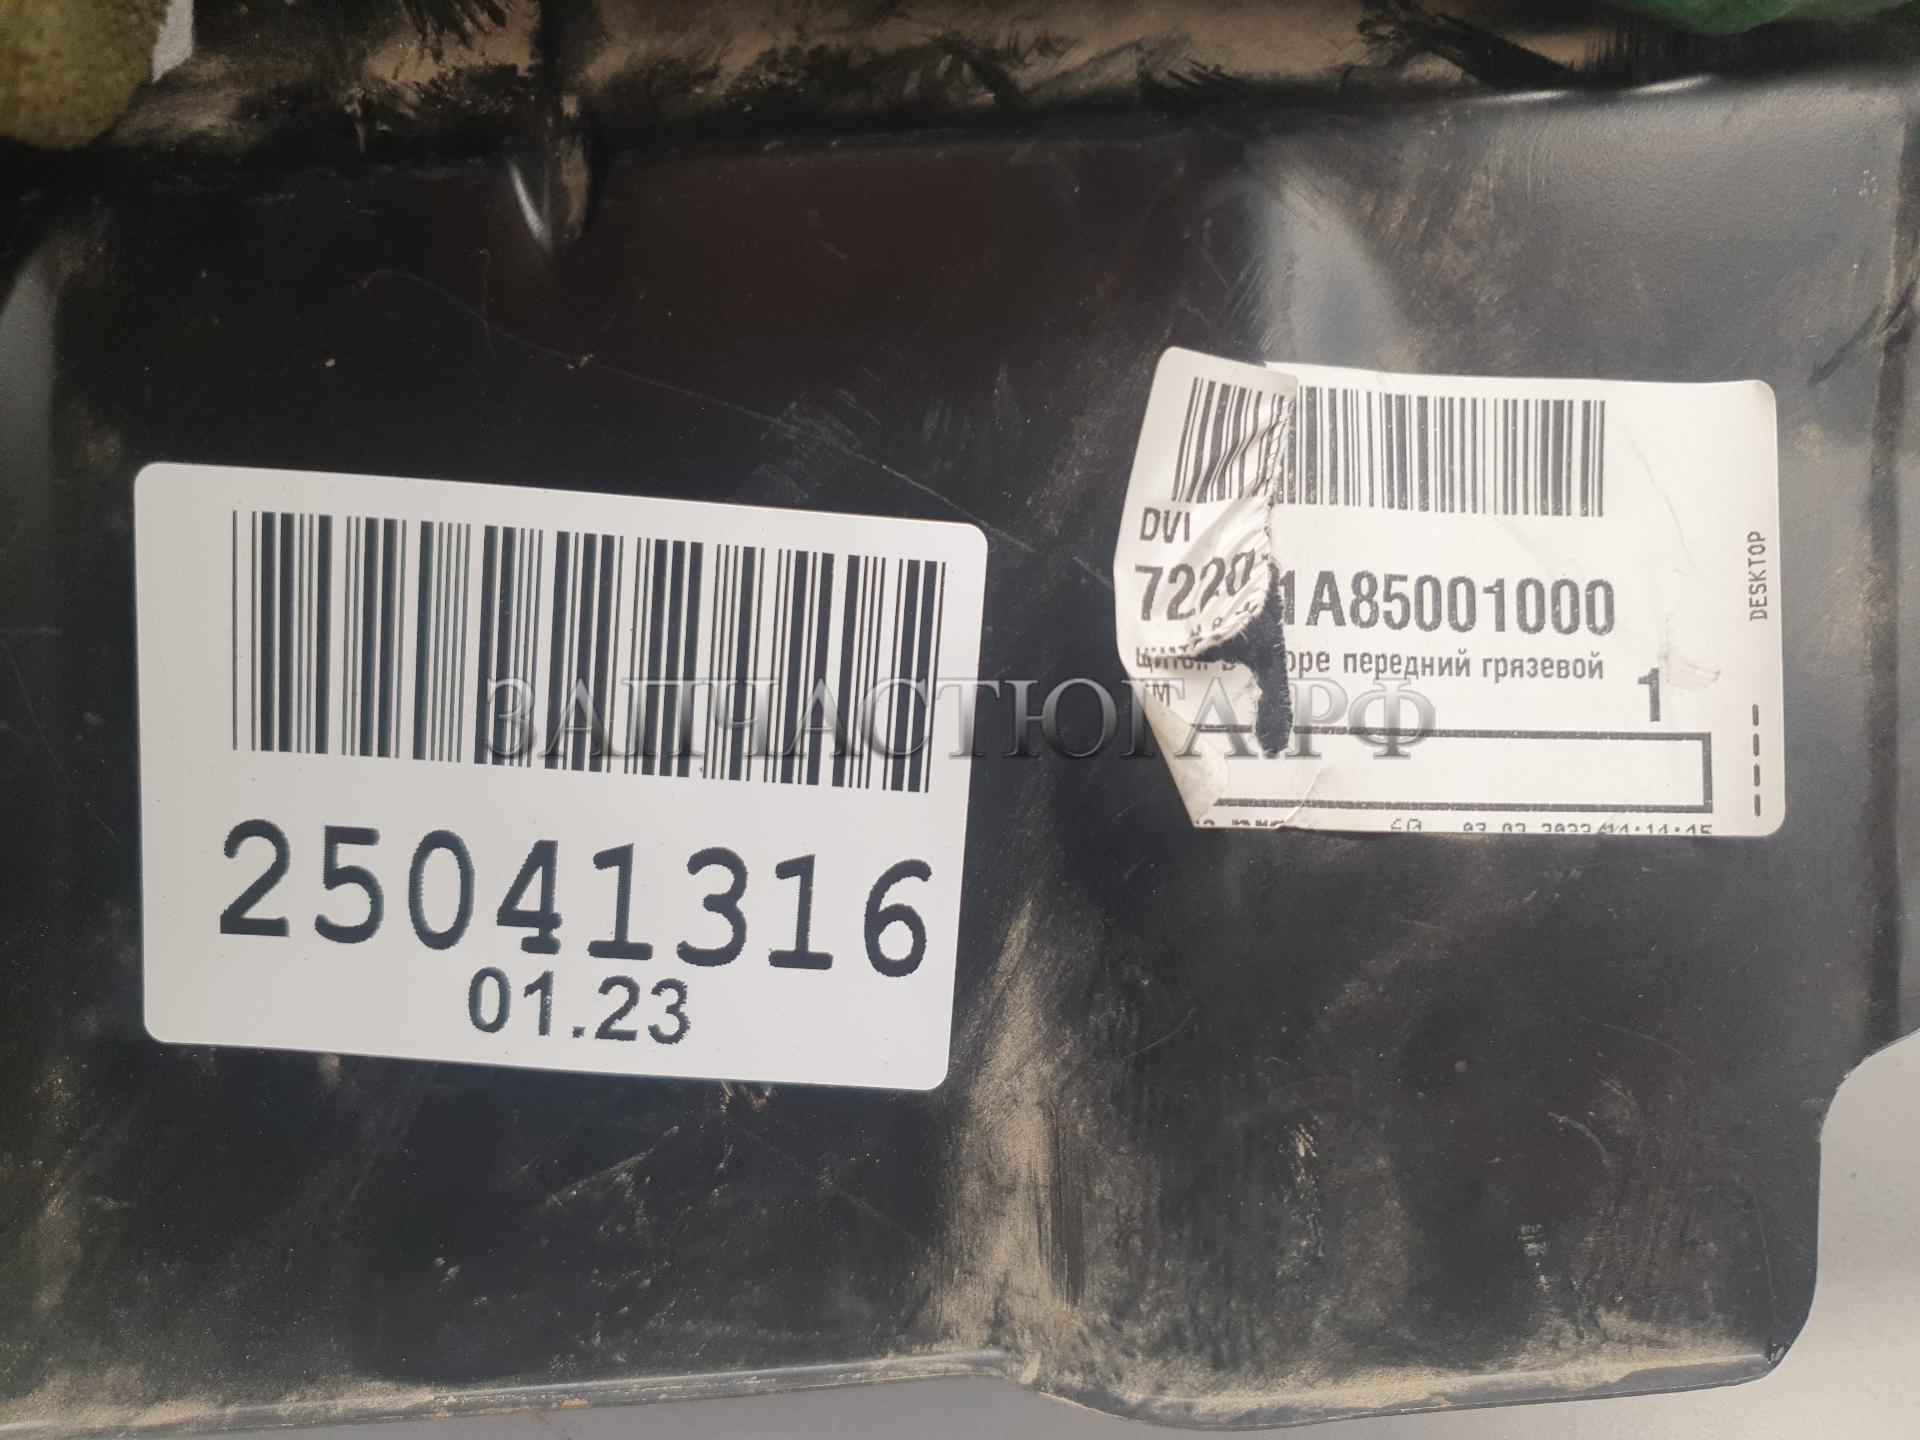 25041316
01.23
DVI
1A85001000
передний грязевой
1
DESKTOP
ЗАПЧАСТЮГА.РФ